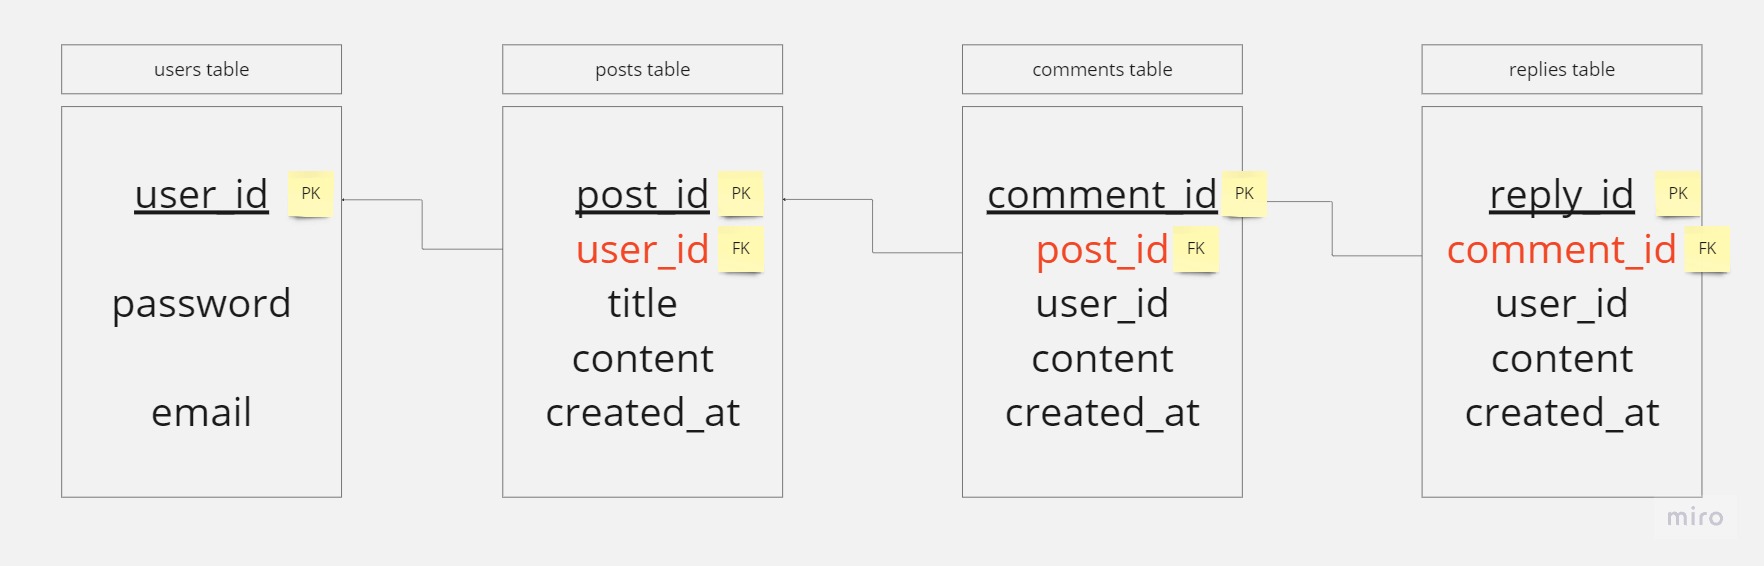 users table
user_id PK
password
email
posts table
post_id PK
user_id FK
title
content
created_at
comments table
comment_id PK
post_id FK
user_id
content
created_at
replies table
reply_id PK
comment_id FK
user_id
content
created_at
miro